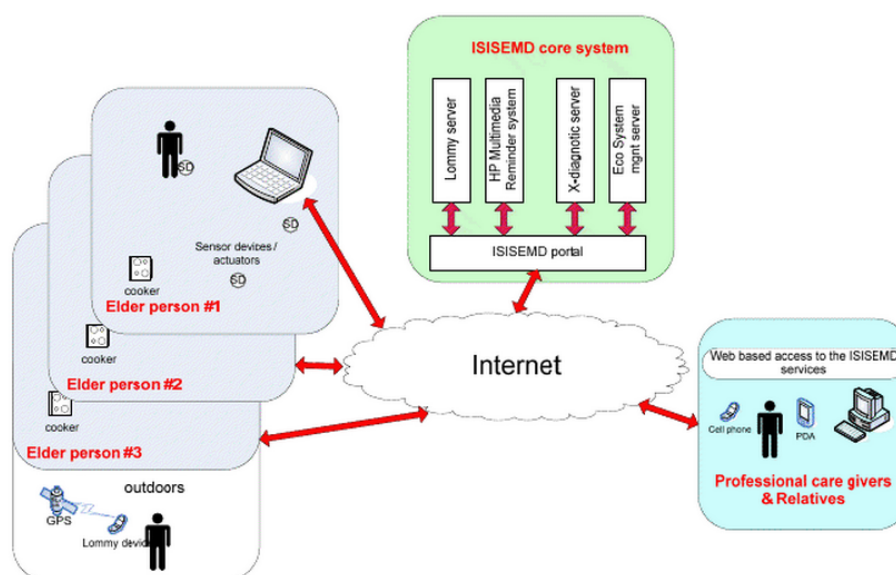 ISISEMD core system
Lommy server
HP Multimedia
Reminder system
X-diagnostic server
Eco System
mgnt server
ISISEMD portal
SD
SD
Sensor devices /
actuators
SD
cooker
Elder person #1
cooker
Elder person #2
cooker
Elder person #3
outdoors
GPS
Lommy device
Internet
Web based access to the ISISEMD
services
Cell phone
PDA
Professional care givers
& Relatives